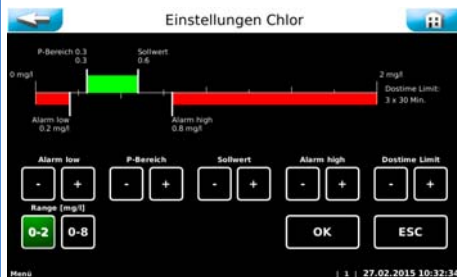 Einstellungen Chlor
P-Bereich 0.3
0.3
Sollwert
0.6
0 mg/l
2 mg/l
Dostime Limit:
3 x 30 Min.
Alarm low
0.2 mg/l
Alarm high
0.8 mg/l
Alarm low
P-Bereich
Sollwert
Alarm high
Dostime Limit
- + - + - + - + - +
Range [mg/l]
0-2 0-8 OK ESC
Menü | 1 | 27.02.2015 10:32:34